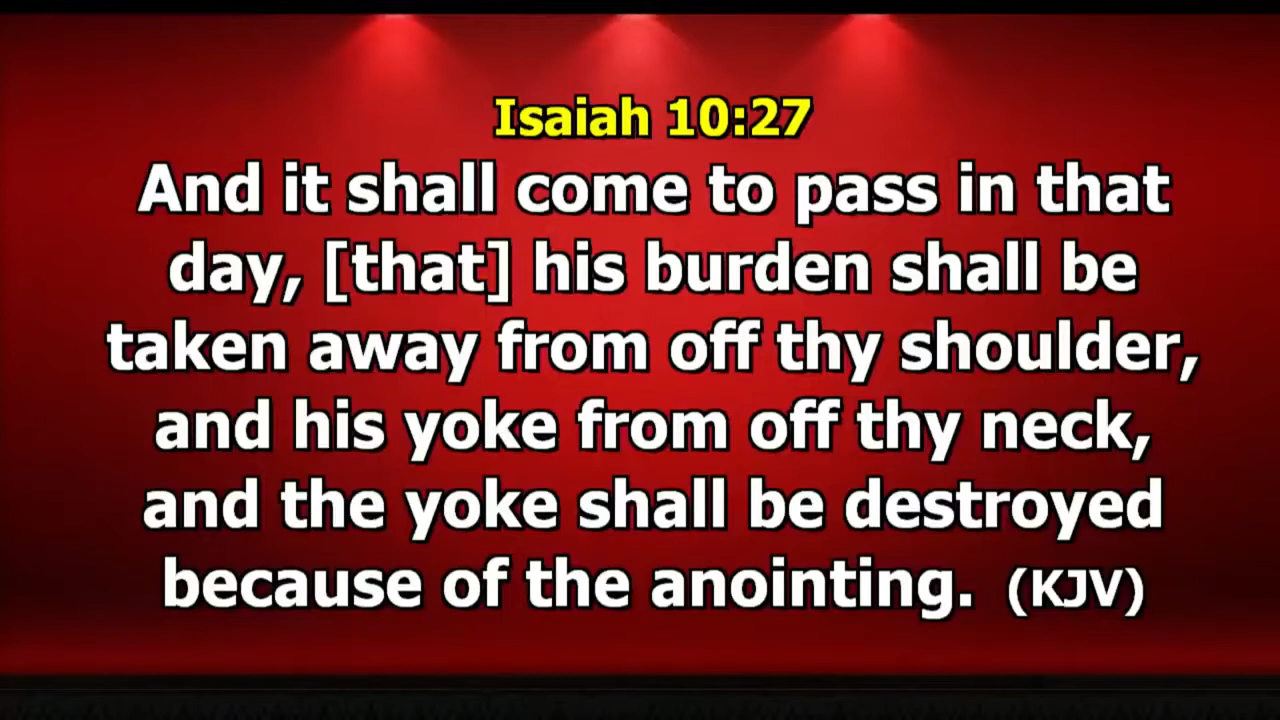 Isaiah 10:27
And it shall come to pass in that
day, [that] his burden shall be
taken away from off thy shoulder,
and his yoke from off thy neck,
and the yoke shall be destroyed
because of the anointing. (KJV)